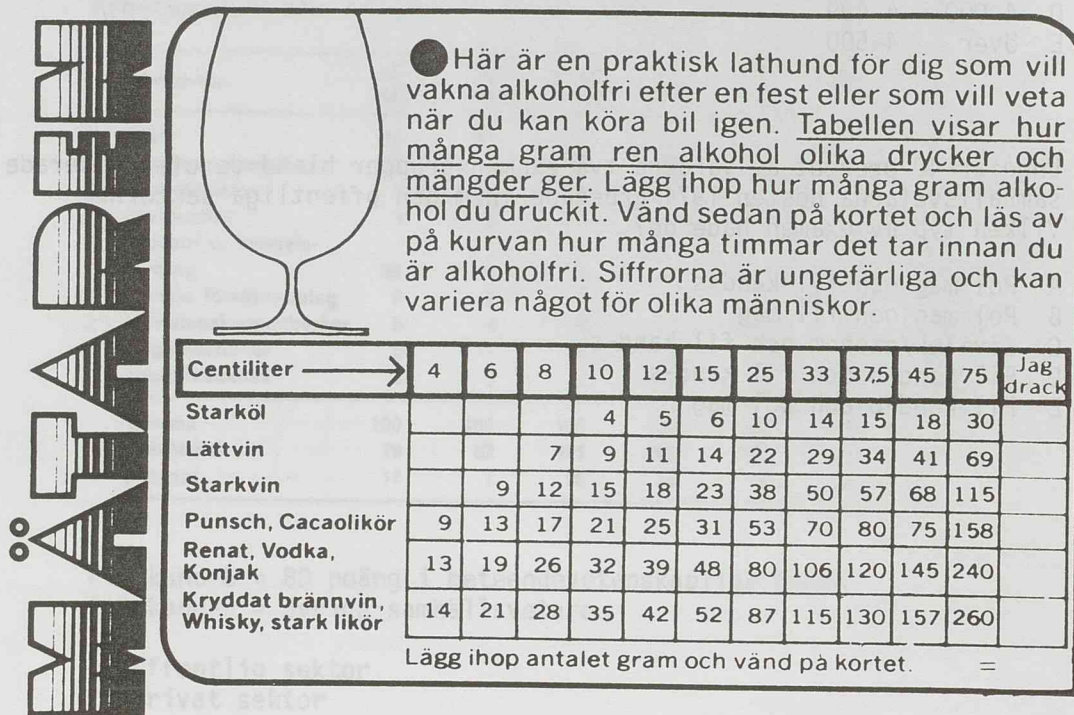 MÄTAREN
● Här är en praktisk lathund för dig som vill
vakna alkoholfri efter en fest eller som vill veta
när du kan köra bil igen. Tabellen visar hur
många gram ren alkohol olika drycker och
mängder ger. Lägg ihop hur många gram alko-
hol du druckit. Vänd sedan på kortet och läs av
på kurvan hur många timmar det tar innan du
är alkoholfri. Siffrorna är ungefärliga och kan
variera något för olika människor.
Centiliter → 4 6 8 10 12 15 25 33 37,5 45 75 Jag drack
Starköl 4 5 6 10 14 15 18 30
Lättvin 7 9 11 14 22 29 34 41 69
Starkvin 9 12 15 18 23 38 50 57 68 115
Punsch, Cacaolikör 9 13 17 21 25 31 53 70 80 75 158
Renat, Vodka,
Konjak 13 19 26 32 39 48 80 106 120 145 240
Kryddat brännvin,
Whisky, stark likör 14 21 28 35 42 52 87 115 130 157 260
Lägg ihop antalet gram och vänd på kortet. =